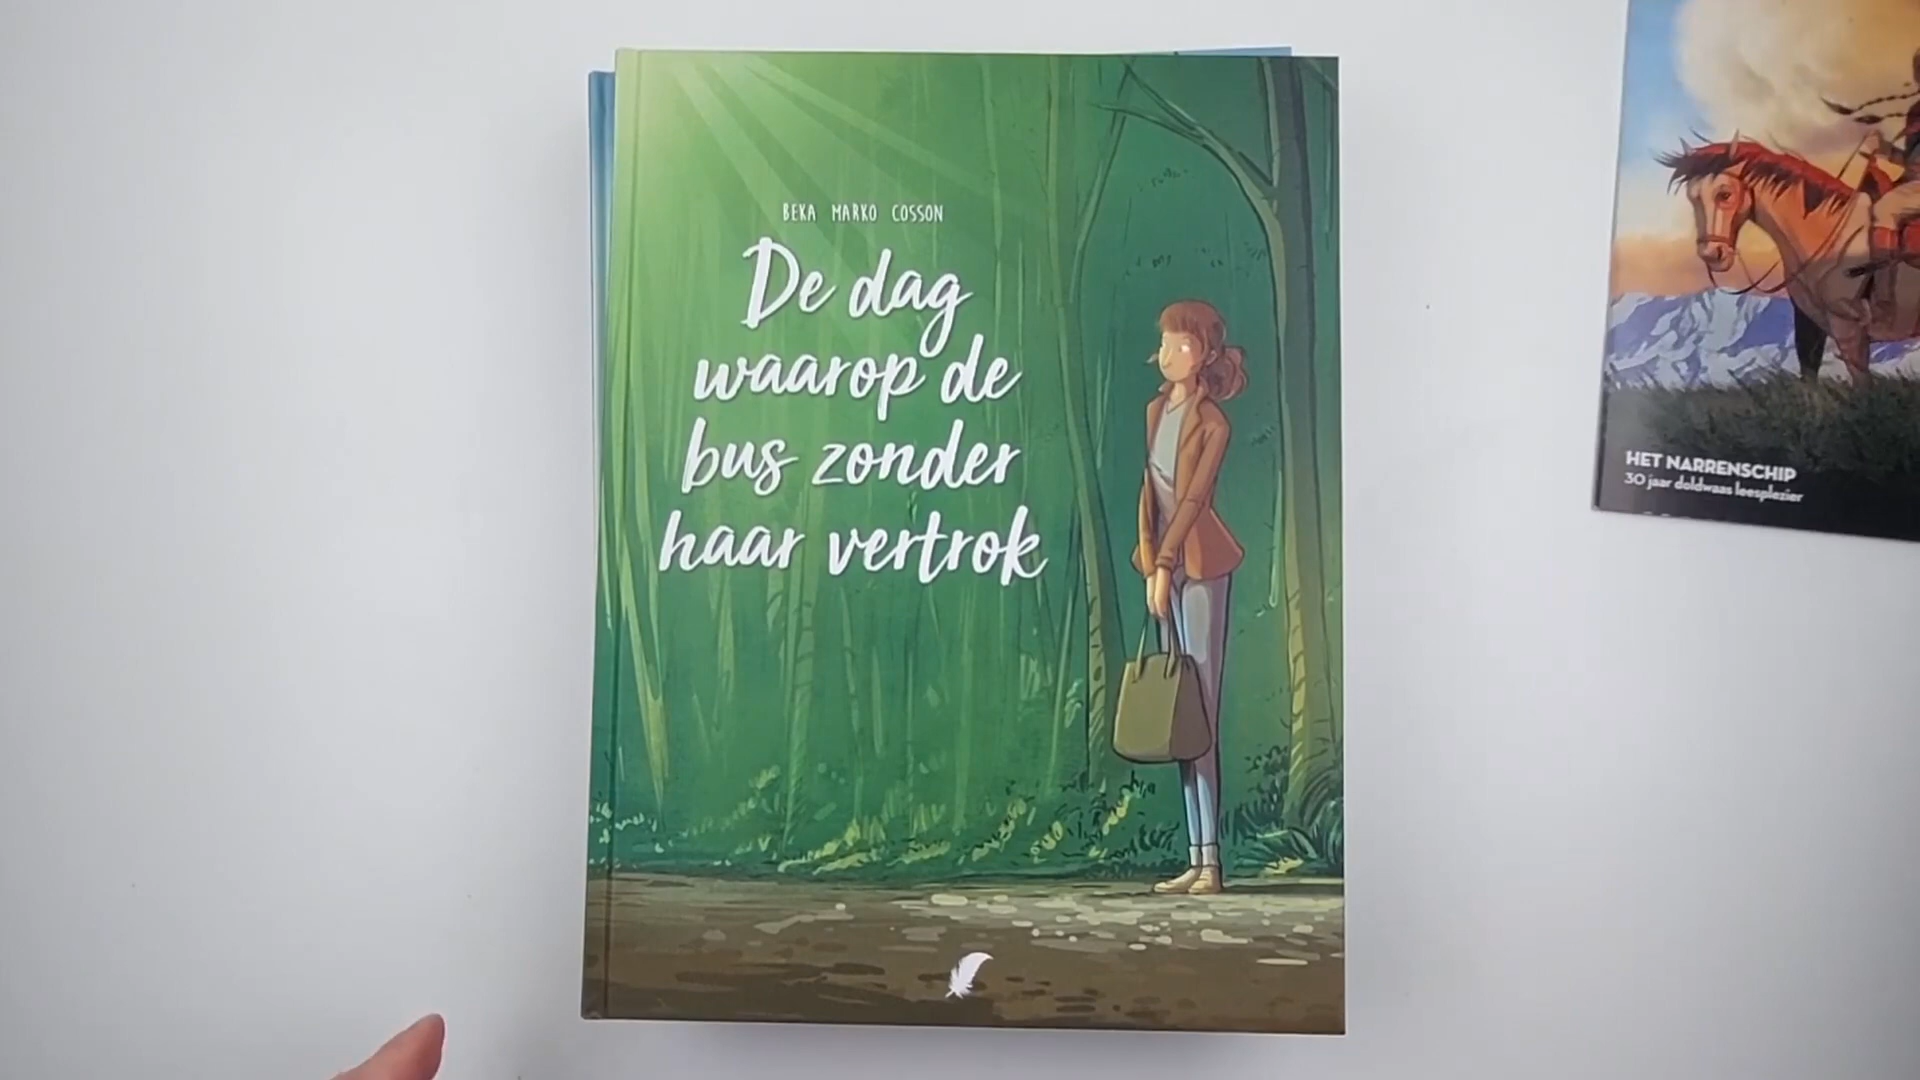 BEKA MARKO COSSON
De dag
waarop de
bus zonder
haar vertrok
HET NARRENSCHIP
30 jaar doldwaas leesplezier